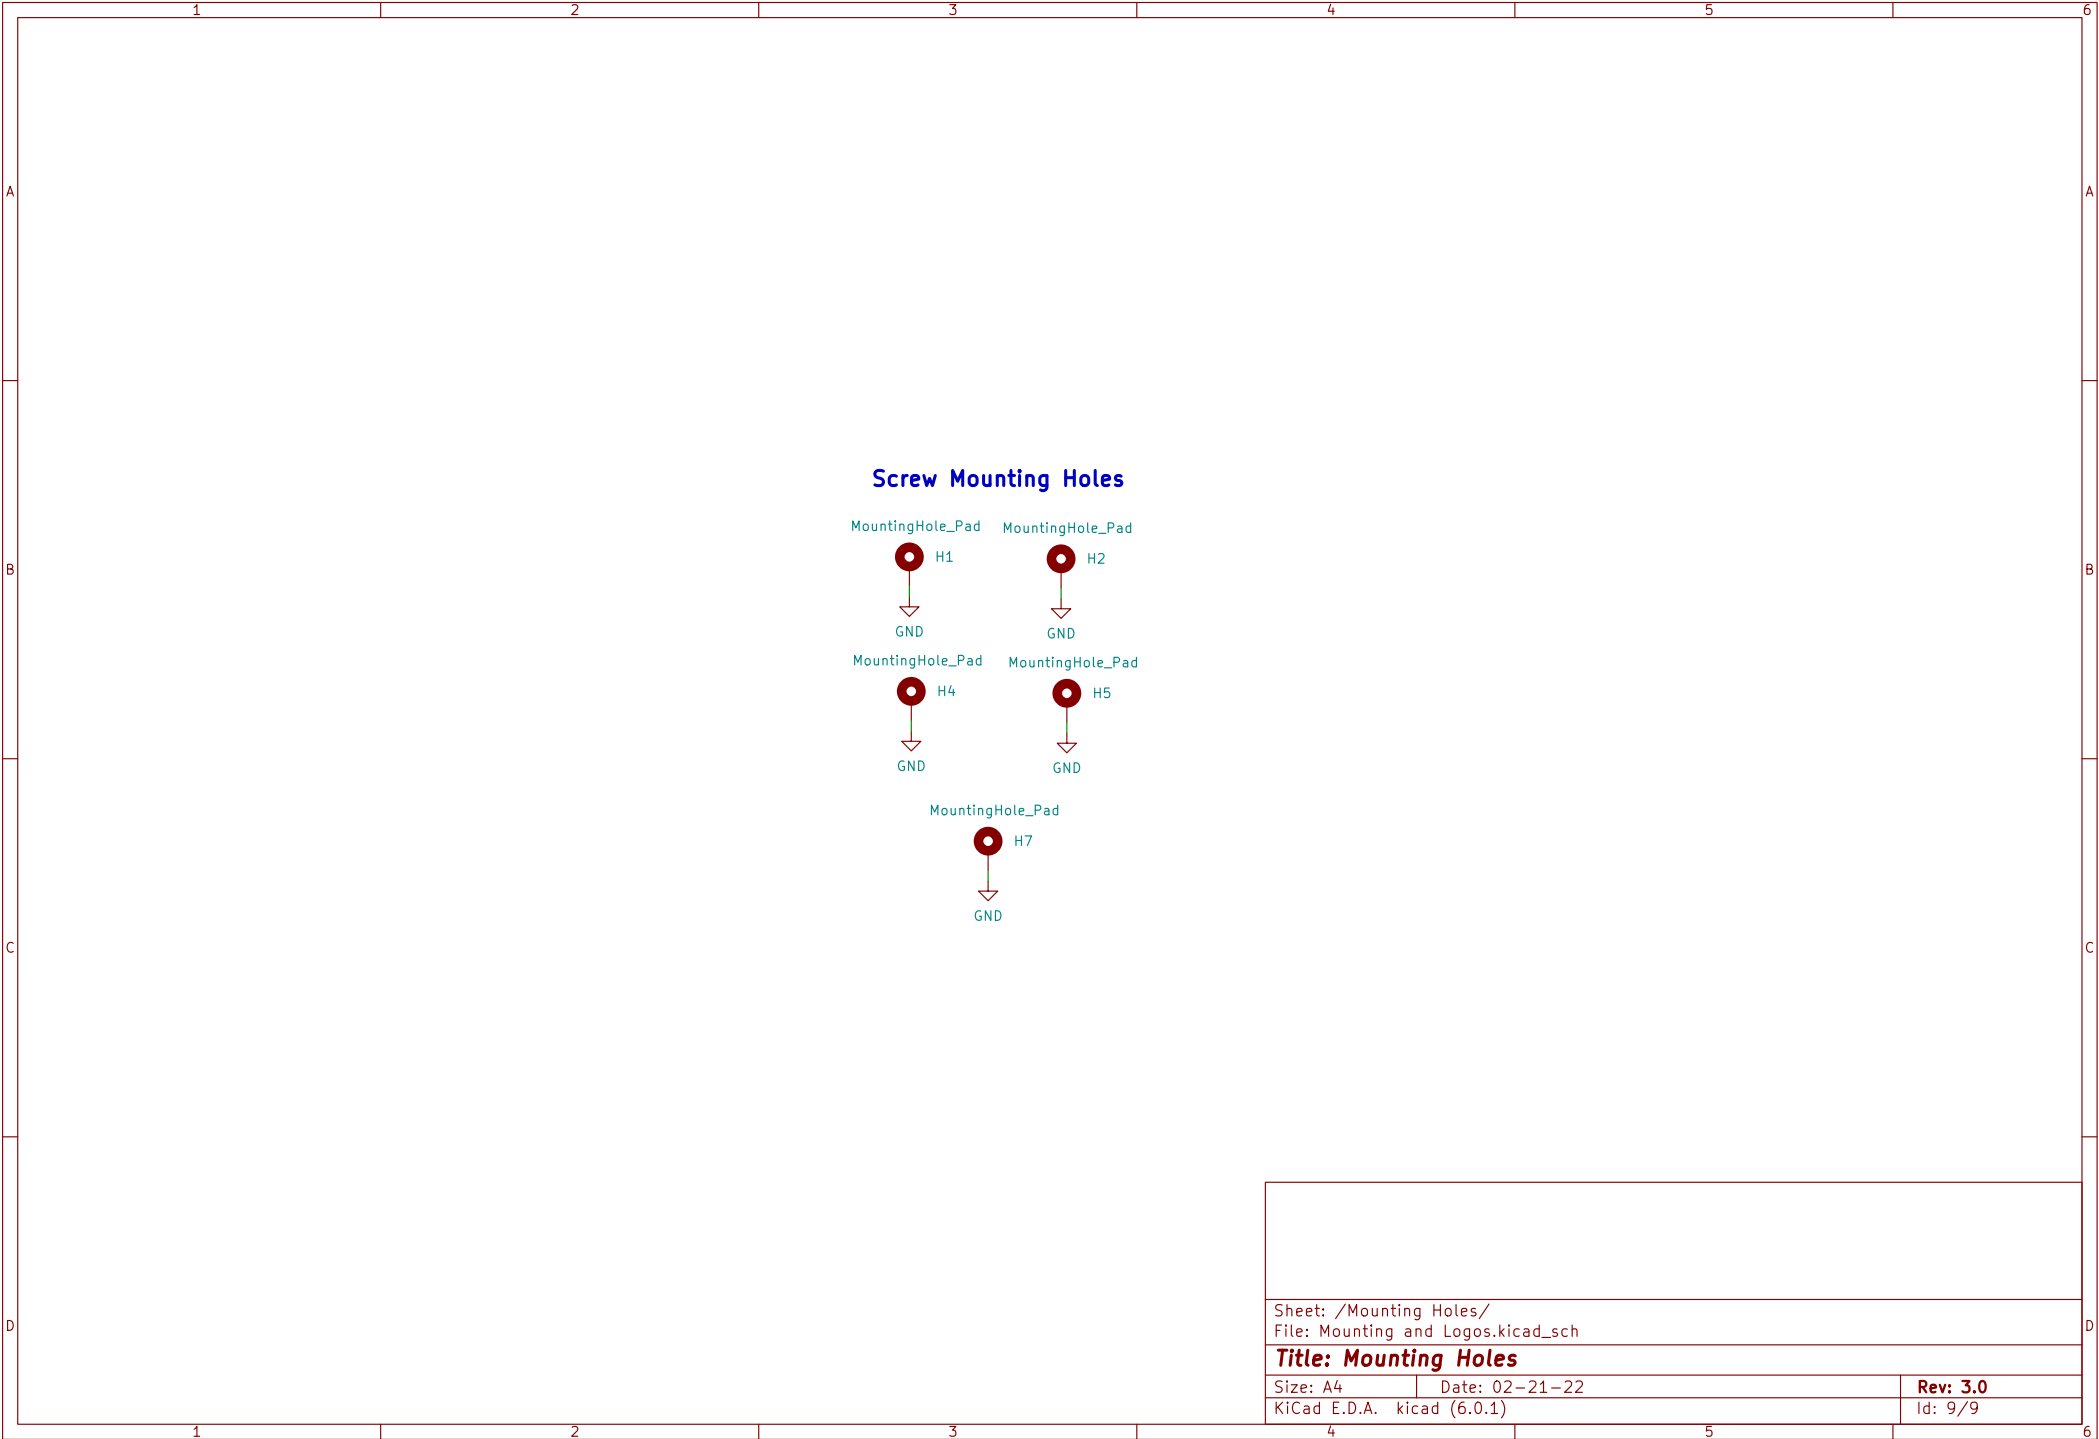 1 2 3 4 5 6
A A
Screw Mounting Holes
MountingHole_Pad MountingHole_Pad
H1 H2
B B
GND GND
MountingHole_Pad MountingHole_Pad
H4 H5
GND GND
MountingHole_Pad
H7
GND
C C
Sheet: /Mounting Holes/
File: Mounting and Logos.kicad_sch
D D
Title: Mounting Holes
Size: A4 Date: 02-21-22 Rev: 3.0
KiCad E.D.A. kicad (6.0.1) Id: 9/9
1 2 3 4 5 6